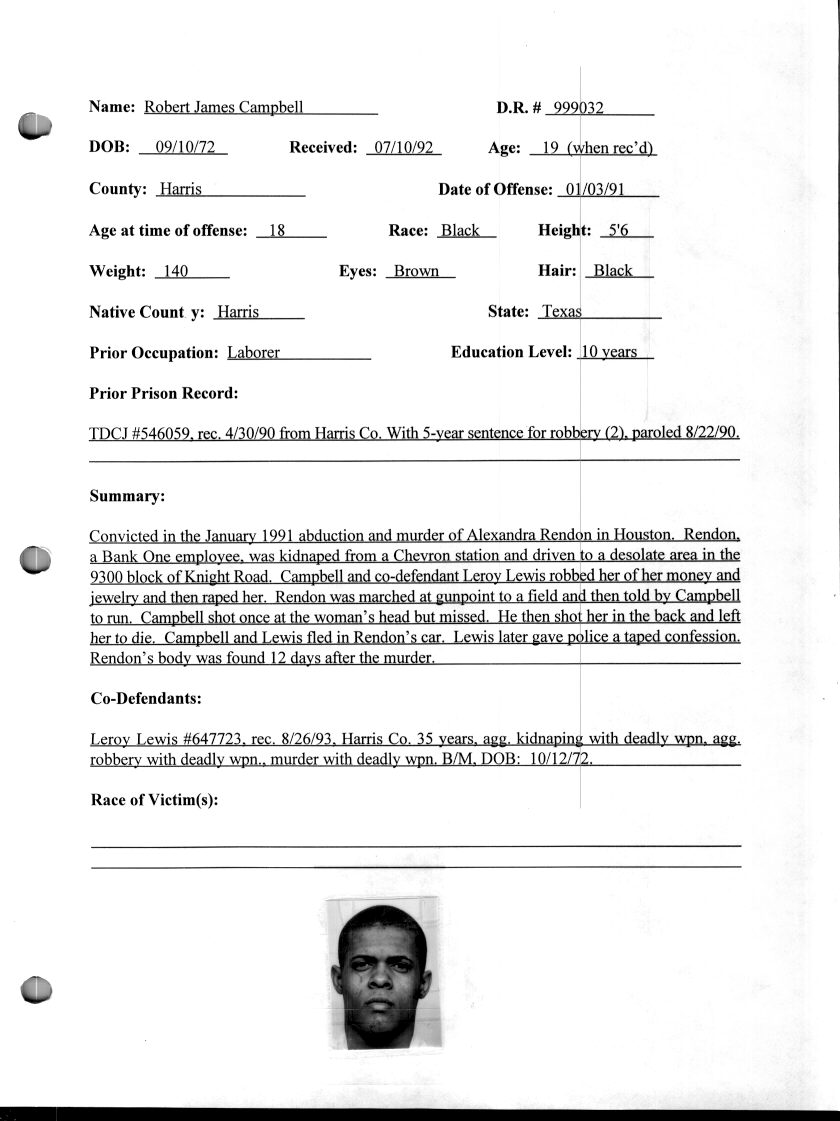 Name: Robert James Campbell D.R. # 999032
DOB: 09/10/72 Received: 07/10/92 Age: 19 (when rec'd)
County: Harris Date of Offense: 01/03/91
Age at time of offense: 18 Race: Black Height: 5'6
Weight: 140 Eyes: Brown Hair: Black
Native Count y: Harris State: Texas
Prior Occupation: Laborer Education Level: 10 years
Prior Prison Record:
TDCJ #546059, rec. 4/30/90 from Harris Co. With 5-year sentence for robbery (2), paroled 8/22/90.
Summary:
Convicted in the January 1991 abduction and murder of Alexandra Rendon in Houston. Rendon,
a Bank One employee, was kidnaped from a Chevron station and driven to a desolate area in the
9300 block of Knight Road. Campbell and co-defendant Leroy Lewis robbed her of her money and
jewelry and then raped her. Rendon was marched at gunpoint to a field and then told by Campbell
to run. Campbell shot once at the woman's head but missed. He then shot her in the back and left
her to die. Campbell and Lewis fled in Rendon's car. Lewis later gave police a taped confession.
Rendon's body was found 12 days after the murder.
Co-Defendants:
Leroy Lewis #647723, rec. 8/26/93, Harris Co. 35 years, agg. kidnaping with deadly wpn, agg.
robbery with deadly wpn., murder with deadly wpn. B/M, DOB: 10/12/72.
Race of Victim(s):